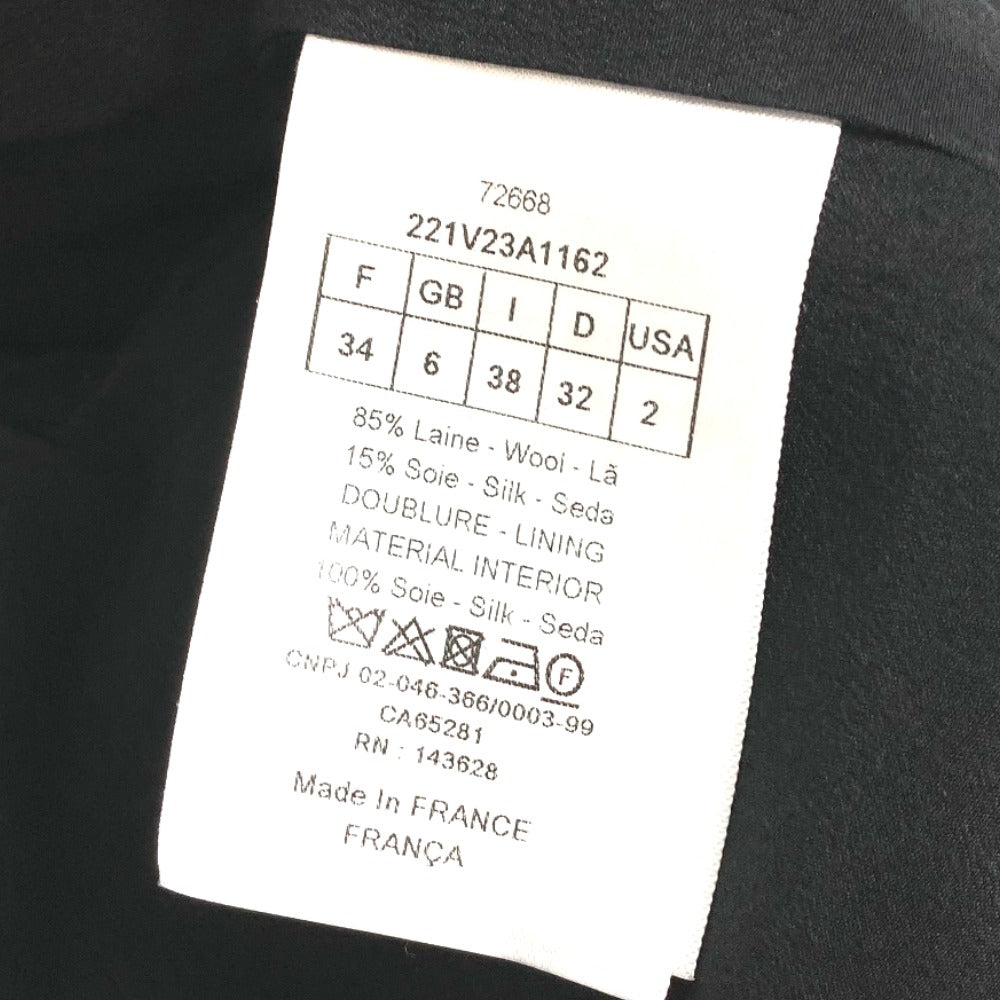 72668
221V23A1162
F GB I D USA
34 6 38 32 2
85% Laine - Wool - Lã
15% Soie - Silk - Seda
DOUBLURE - LINING
MATERIAL INTERIOR
100% Soie - Silk - Seda
F
CNPJ 02-046-366/0003-99
CA65281
RN : 143628
Made In FRANCE
FRANÇA